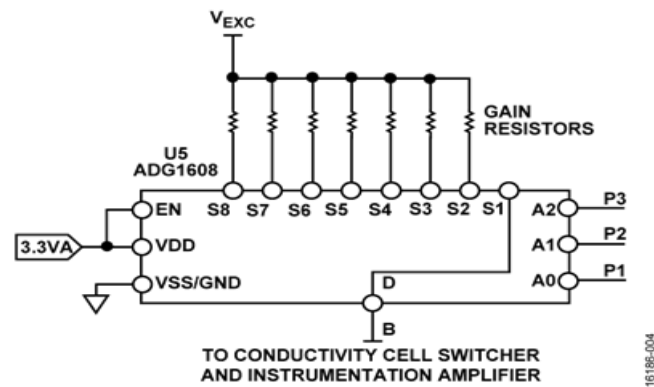 VEXC
GAIN
RESISTORS
U5
ADG1608
EN
S8
S7
S6
S5
S4
S3
S2
S1
A2
P3
3.3VA
VDD
A1
P2
VSS/GND
D
A0
P1
B
TO CONDUCTIVITY CELL SWITCHER
AND INSTRUMENTATION AMPLIFIER
16186-004